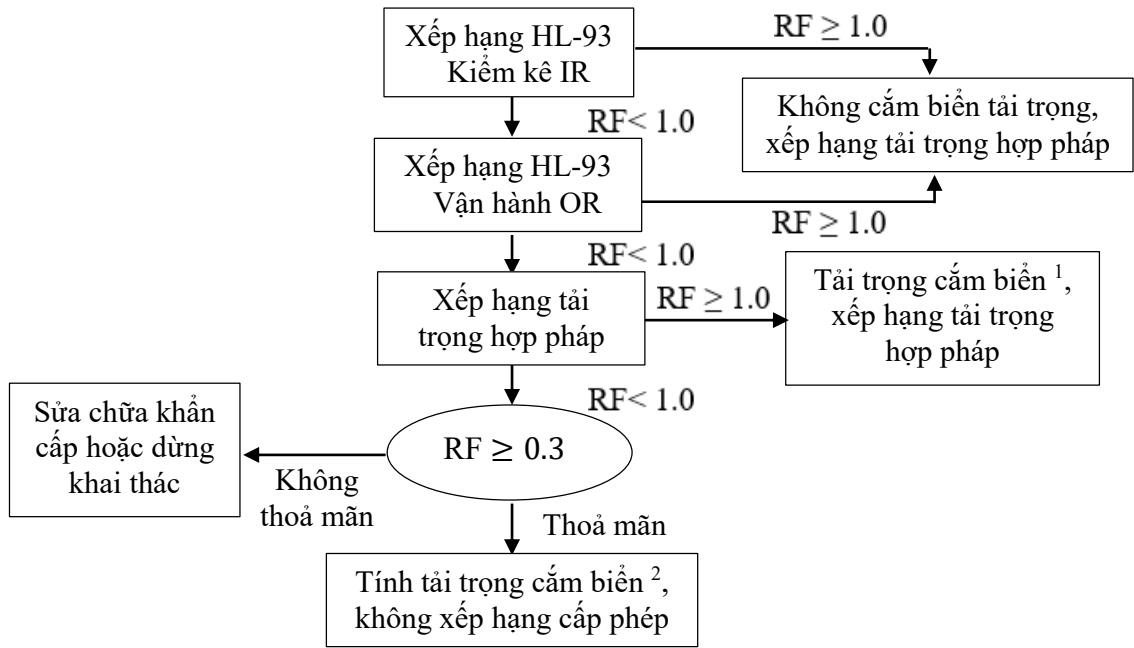 Xếp hạng HL-93
Kiểm kê IR
RF ≥ 1.0
Không cắm biển tải trọng,
xếp hạng tải trọng hợp pháp
RF< 1.0
Xếp hạng HL-93
Vận hành OR
RF ≥ 1.0
RF< 1.0
Xếp hạng tải
trọng hợp pháp
RF ≥ 1.0
Tải trọng cắm biển ¹,
xếp hạng tải trọng
hợp pháp
RF< 1.0
Sửa chữa khẩn
cấp hoặc dừng
khai thác
RF ≥ 0.3
Không
thoả mãn
Thoả mãn
Tính tải trọng cắm biển ²,
không xếp hạng cấp phép